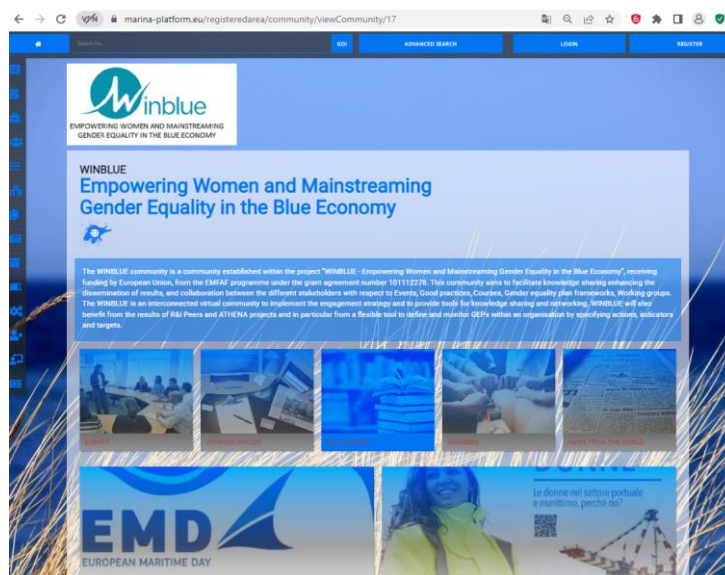 VPN marina-platform.eu/registeredarea/community/viewCommunity/17
Search for...
GO!
ADVANCED SEARCH
LOGIN
REGISTER
Winblue
EMPOWERING WOMEN AND MAINSTREAMING
GENDER EQUALITY IN THE BLUE ECONOMY
WINBLUE
Empowering Women and Mainstreaming
Gender Equality in the Blue Economy
The WINBLUE community is a community established within the project "WINBLUE - Empowering Women and Mainstreaming Gender Equality in the Blue Economy", receiving
funding by European Union, from the EMFAF programme under the grant agreement number 101112278. This community aims to facilitate knowledge sharing enhancing the
dissemination of results, and collaboration between the different stakeholders with respect to Events, Good practices, Courses, Gender equality plan frameworks, Working groups.
The WINBLUE is an interconnected virtual community to implement the engagement strategy and to provide tools for knowledge sharing and networking. WINBLUE will also
benefit from the results of R&I Peers and ATHENA projects and in particular from a flexible tool to define and monitor GEPs within an organisation by specifying actions, indicators
and targets.
EVENTS
WORKING SPACES
MEMBERS
NEWS FROM THE WORLD
EMD
EUROPEAN MARITIME DAY
DONNE
Le donne nel settore portuale
e marittimo, perchè no?